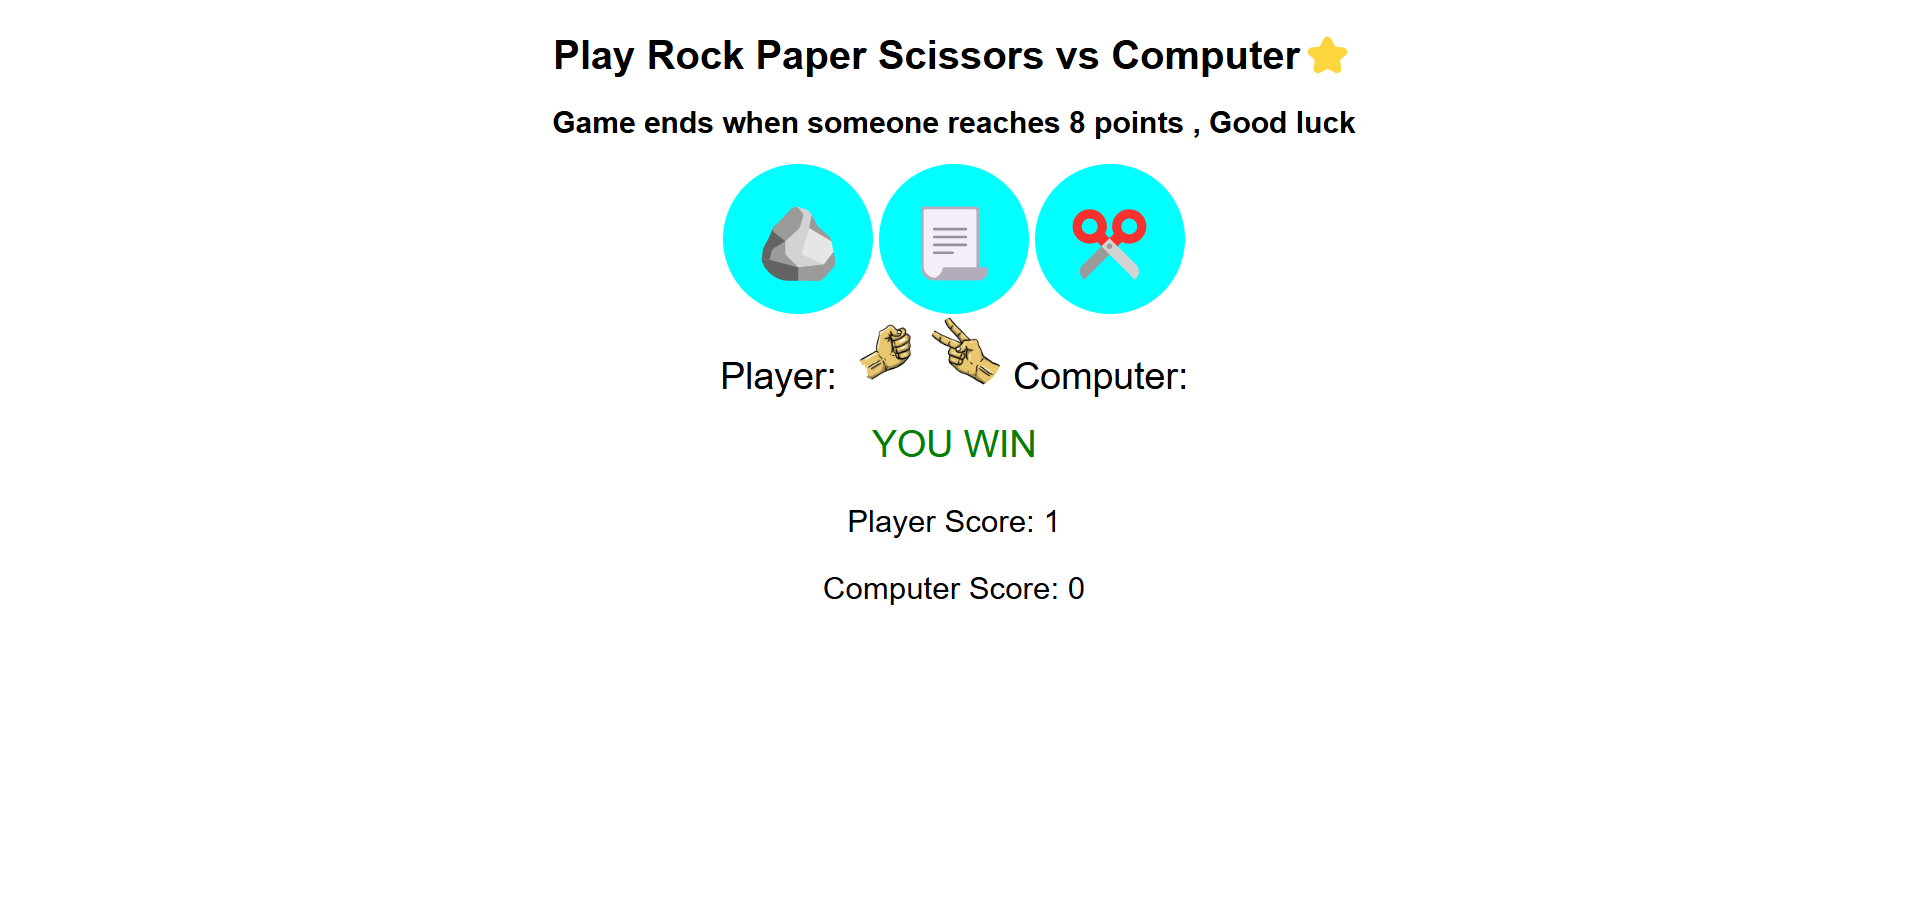 Play Rock Paper Scissors vs Computer
Game ends when someone reaches 8 points , Good luck
Player: Computer:
YOU WIN
Player Score: 1
Computer Score: 0